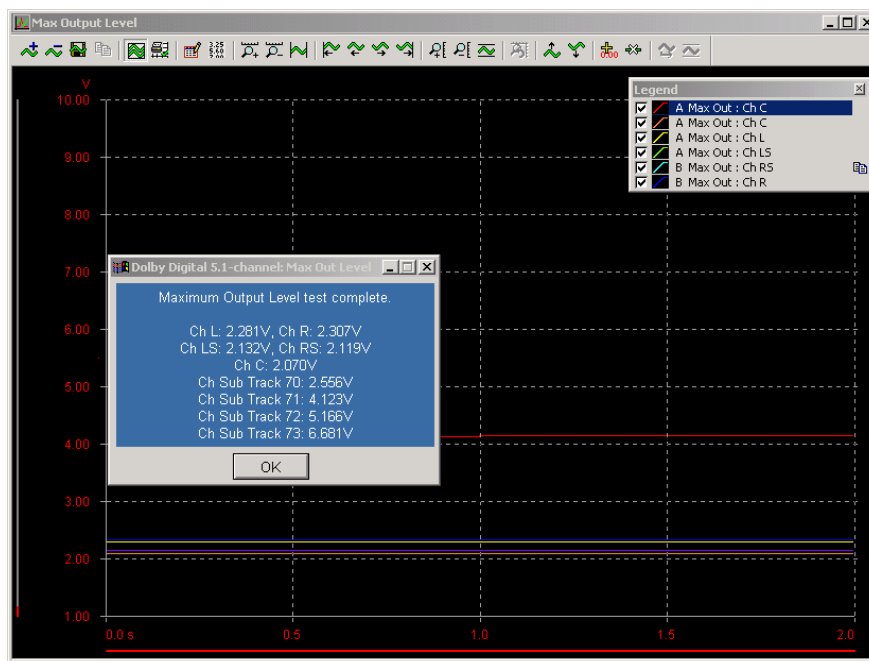 Max Output Level
V
10.00
9.00
8.00
7.00
6.00
5.00
4.00
3.00
2.00
1.00
0.0 s
0.5
1.0
1.5
2.0
Legend
A Max Out : Ch C
A Max Out : Ch C
A Max Out : Ch L
A Max Out : Ch LS
B Max Out : Ch RS
B Max Out : Ch R
Dolby Digital 5.1-channel: Max Out Level
Maximum Output Level test complete.
Ch L: 2.281V, Ch R: 2.307V
Ch LS: 2.132V, Ch RS: 2.119V
Ch C: 2.070V
Ch Sub Track 70: 2.556V
Ch Sub Track 71: 4.123V
Ch Sub Track 72: 5.166V
Ch Sub Track 73: 6.681V
OK